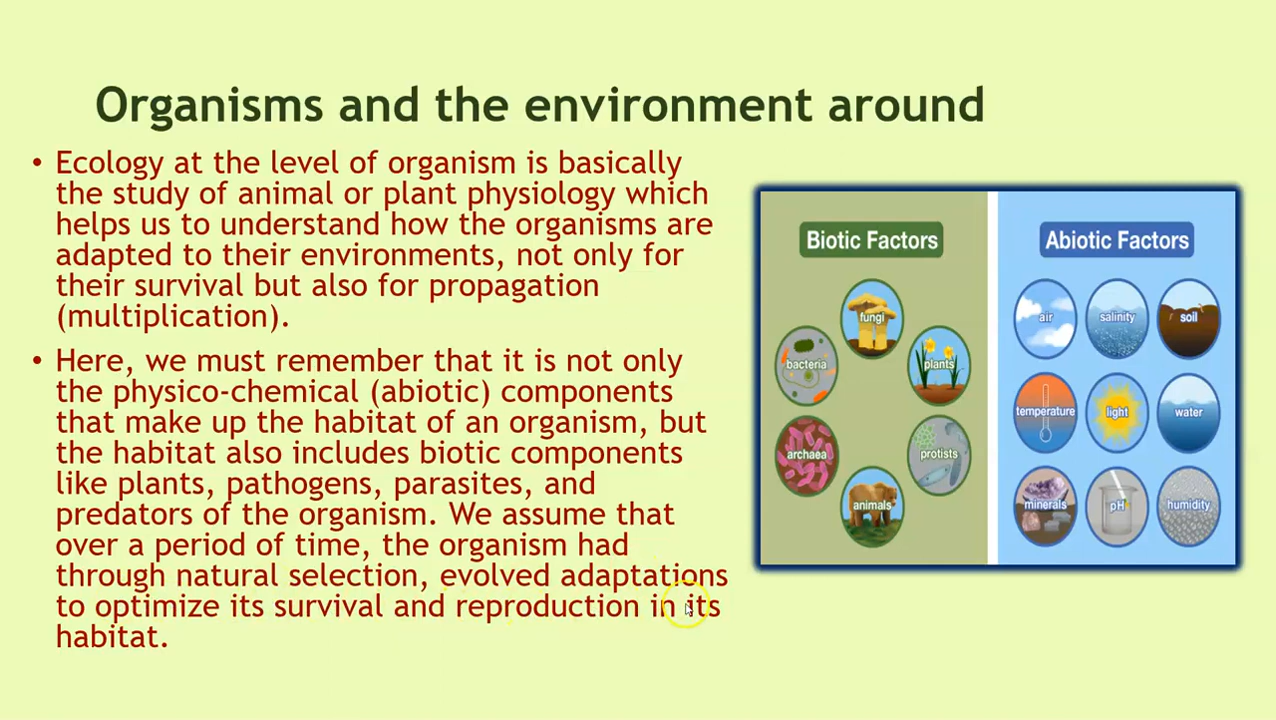 Organisms and the environment around
• Ecology at the level of organism is basically
the study of animal or plant physiology which
helps us to understand how the organisms are
adapted to their environments, not only for
their survival but also for propagation
(multiplication).
• Here, we must remember that it is not only
the physico-chemical (abiotic) components
that make up the habitat of an organism, but
the habitat also includes biotic components
like plants, pathogens, parasites, and
predators of the organism. We assume that
over a period of time, the organism had
through natural selection, evolved adaptations
to optimize its survival and reproduction in its
habitat.
Biotic Factors
fungi
bacteria
plants
archaea
protists
animals
Abiotic Factors
air
salinity
soil
temperature
light
water
minerals
pH
humidity